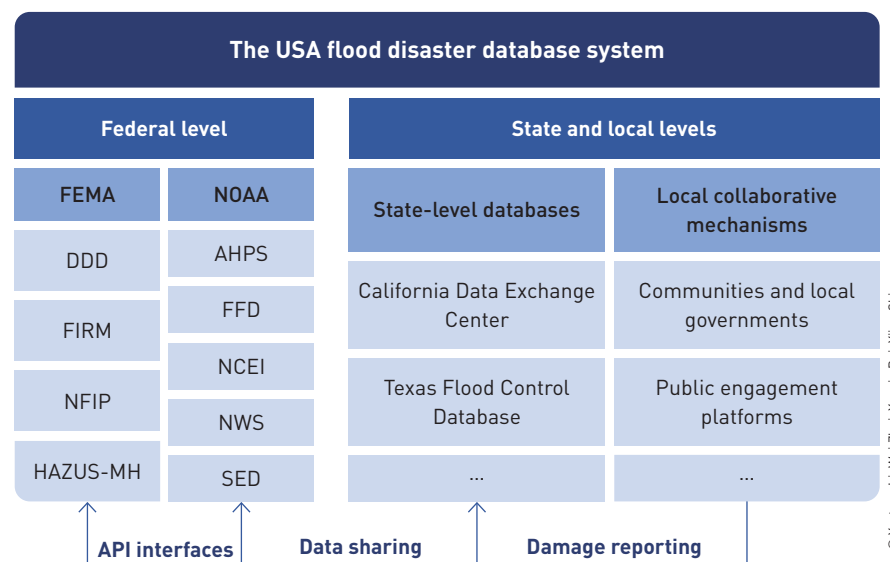 The USA flood disaster database system
Federal level
State and local levels
FEMA
NOAA
State-level databases
Local collaborative
mechanisms
DDD
FIRM
NFIP
HAZUS-MH
AHPS
FFD
NCEI
NWS
SED
California Data Exchange
Center
Texas Flood Control
Database
...
Communities and local
governments
Public engagement
platforms
...
API interfaces
Data sharing
Damage reporting